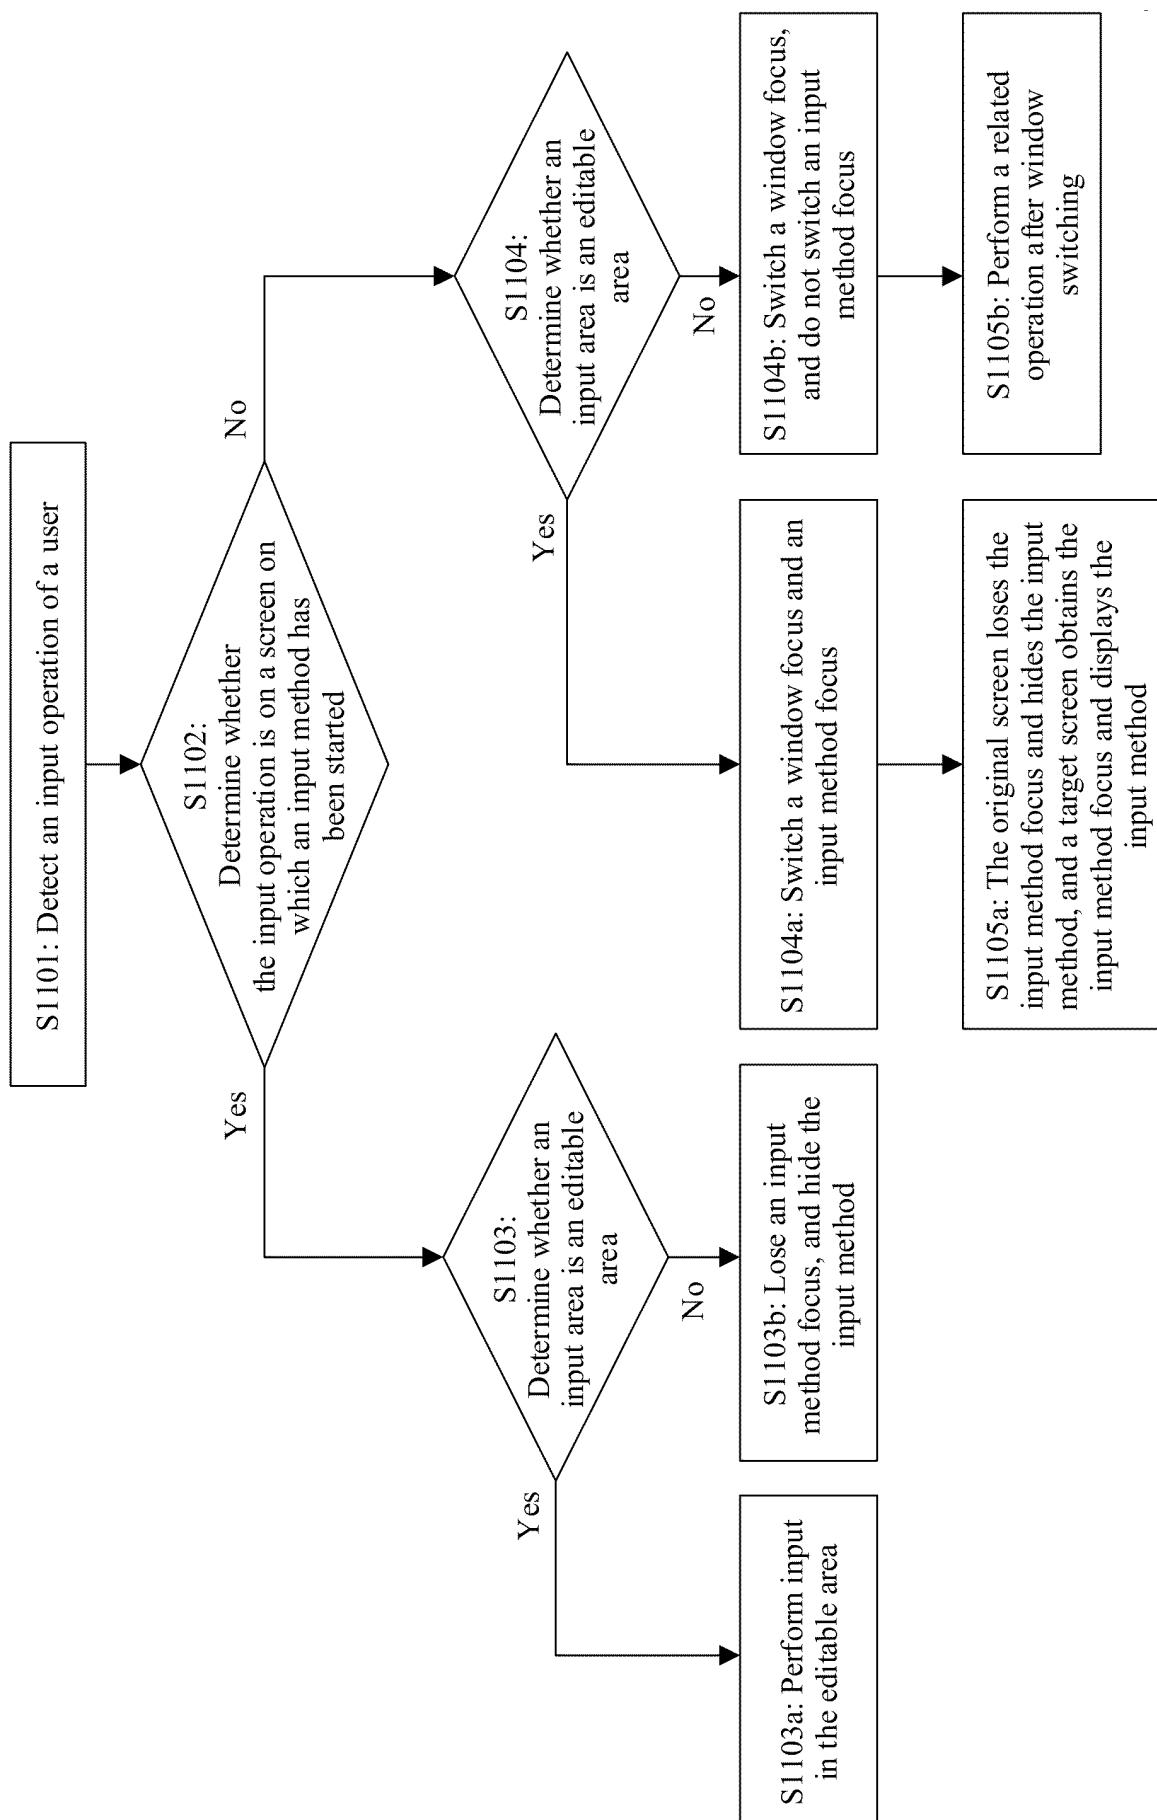 S1101: Detect an input operation of a user
S1102:
Determine whether
the input operation is on a screen on
which an input method has
been started
Yes
No
S1103:
Determine whether an
input area is an editable
area
Yes
No
S1104:
Determine whether an
input area is an editable
area
Yes
No
S1103a: Perform input
in the editable area
S1103b: Lose an input
method focus, and hide the
input method
S1104a: Switch a window focus and an
input method focus
S1104b: Switch a window focus,
and do not switch an input
method focus
S1105a: The original screen loses the
input method focus and hides the input
method, and a target screen obtains the
input method focus and displays the
input method
S1105b: Perform a related
operation after window
switching